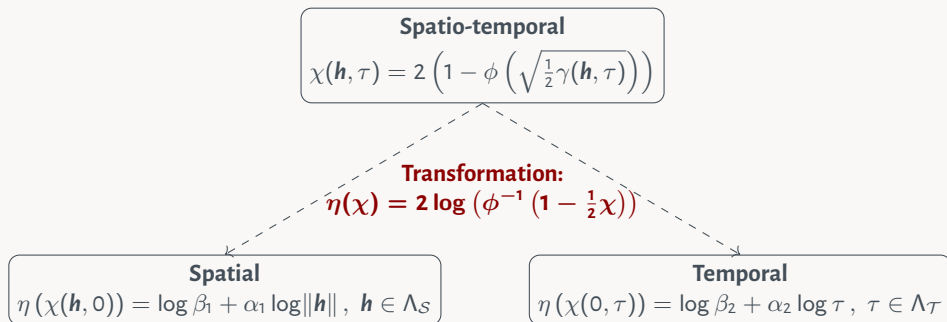 Spatio-temporal
χ(h, τ) = 2 (1 − ϕ (√(½γ(h, τ))))
Transformation:
η(χ) = 2 log (ϕ⁻¹ (1 − ½χ))
Spatial
η (χ(h, 0)) = log β₁ + α₁ log‖h‖ , h ∈ Λ_𝒮
Temporal
η (χ(0, τ)) = log β₂ + α₂ log τ , τ ∈ Λ_𝒯